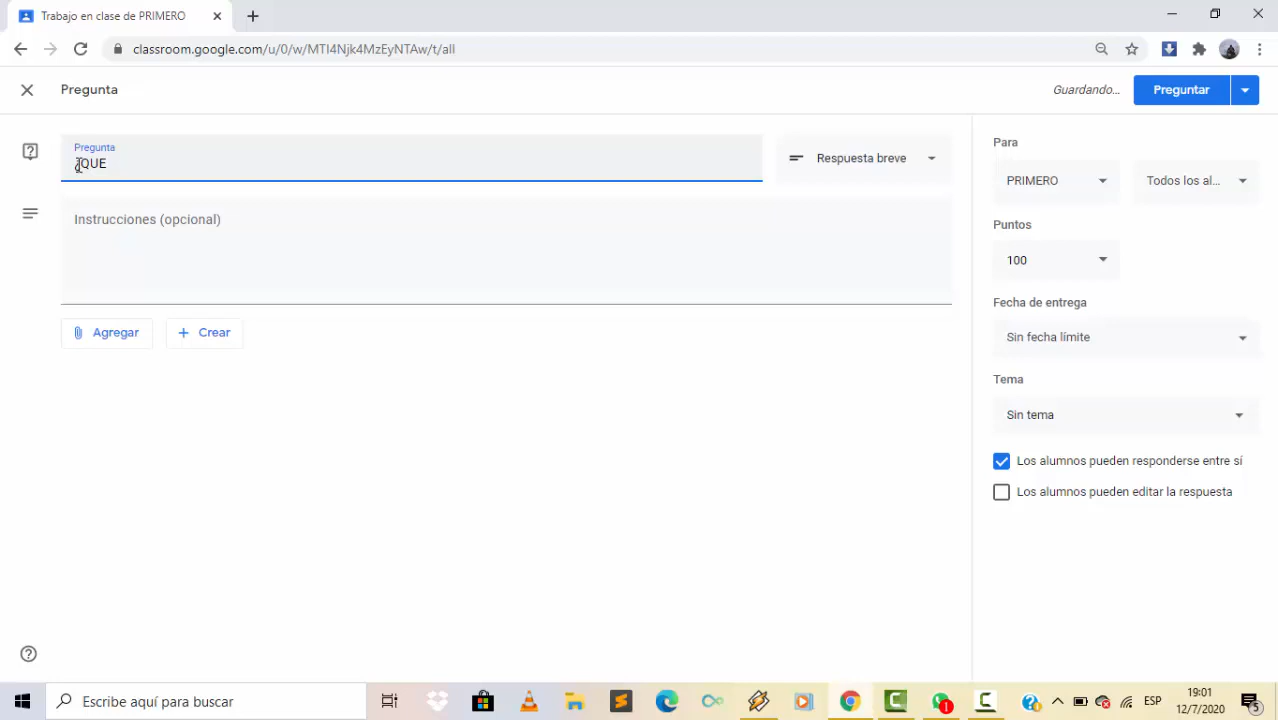 Trabajo en clase de PRIMERO
classroom.google.com/u/0/w/MTI4Njk4MzEyNTAw/t/all
Pregunta
Guardando...
Preguntar
Pregunta
¿QUE
Respuesta breve
Instrucciones (opcional)
Agregar
Crear
Para
PRIMERO
Todos los al...
Puntos
100
Fecha de entrega
Sin fecha límite
Tema
Sin tema
Los alumnos pueden responderse entre sí
Los alumnos pueden editar la respuesta
Escribe aquí para buscar
1
ESP
19:01
12/7/2020
5